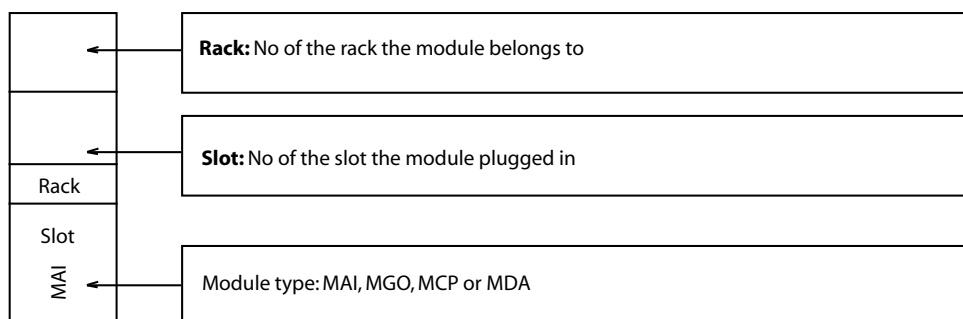 Rack: No of the rack the module belongs to
Slot: No of the slot the module plugged in
Rack
Slot
MAI
Module type: MAI, MGO, MCP or MDA